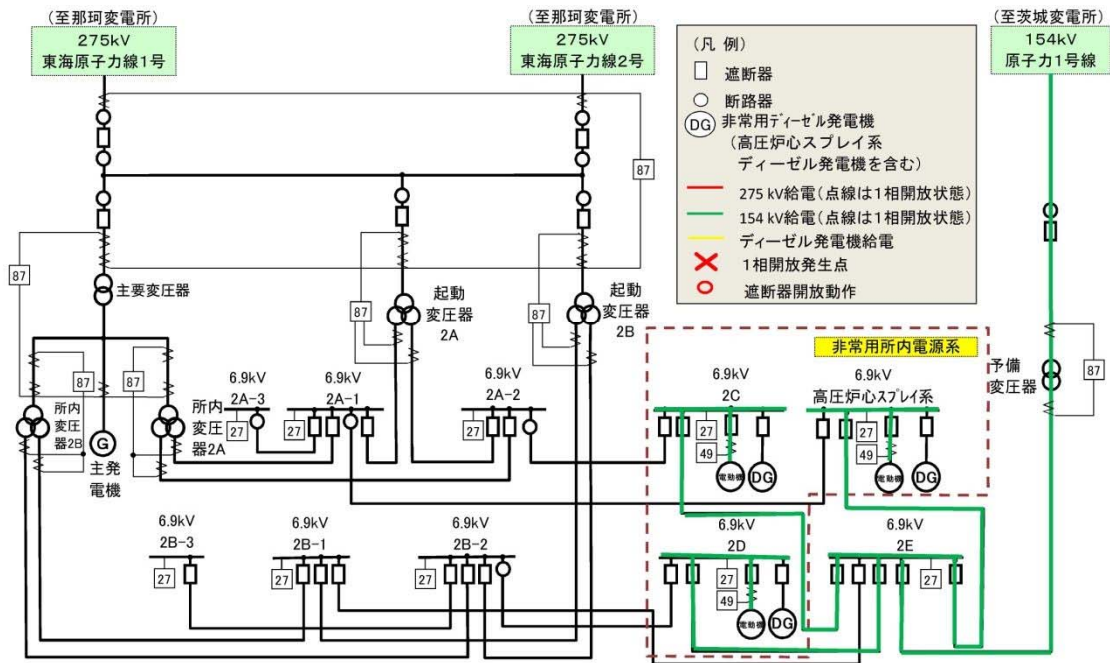 (至那珂変電所)
275kV
東海原子力線1号
(至那珂変電所)
275kV
東海原子力線2号
(至茨城変電所)
154kV
原子力1号線
(凡 例)
遮断器
断路器
DG
非常用ディーゼル発電機
(高圧炉心スプレイ系
ディーゼル発電機を含む)
275 kV給電(点線は1相開放状態)
154 kV給電(点線は1相開放状態)
ディーゼル発電機給電
1相開放発生点
遮断器開放動作
87
87
主要変圧器
87
起動
変圧器
2A
87
起動
変圧器
2B
非常用所内電源系
予備
変圧器
87
87
87
所内
変圧
器2B
G
主発
電機
所内
変圧
器2A
6.9kV
2A-3
27
6.9kV
2A-1
27
6.9kV
2A-2
27
6.9kV
2C
27
49
電動機
DG
6.9kV
高圧炉心スプレイ系
27
49
電動機
DG
6.9kV
2B-3
27
6.9kV
2B-1
27
6.9kV
2B-2
27
6.9kV
2D
27
49
電動機
DG
6.9kV
2E
27